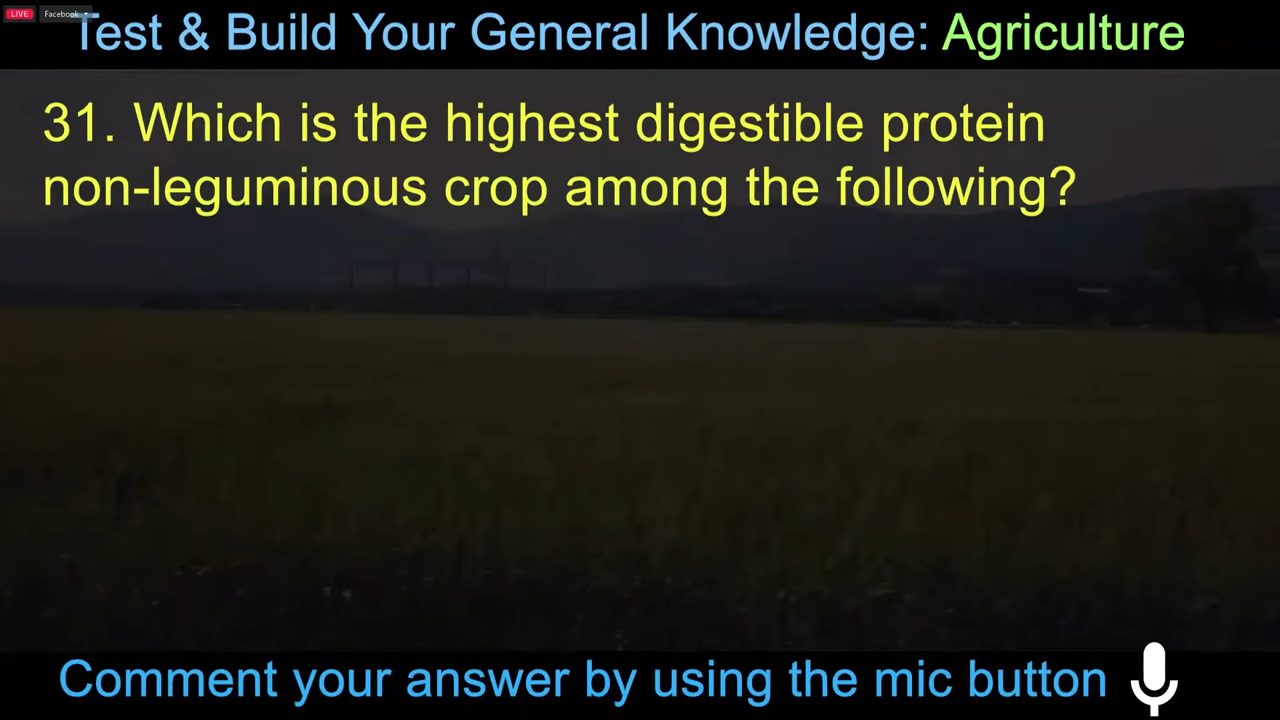 LIVE
Facebook
Test & Build Your General Knowledge: Agriculture
31. Which is the highest digestible protein
non-leguminous crop among the following?
Comment your answer by using the mic button